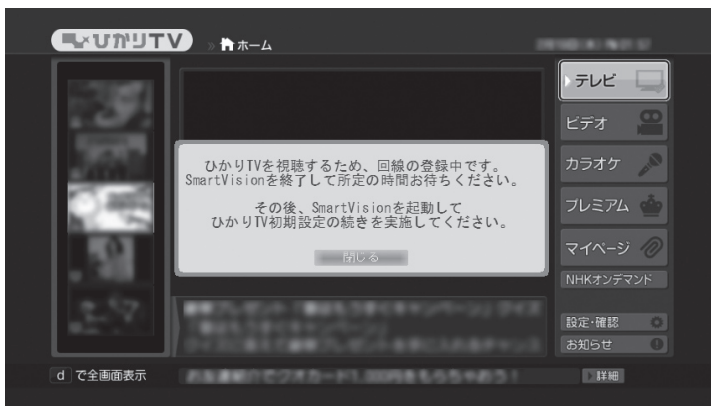 ひかりTV
» ホーム
テレビ
ビデオ
カラオケ
プレミアム
マイページ
NHKオンデマンド
設定・確認
お知らせ
ひかりTVを視聴するため、回線の登録中です。
SmartVisionを終了して所定の時間お待ちください。
その後、SmartVisionを起動して
ひかりTV初期設定の続きを実施してください。
閉じる
d で全画面表示
詳細